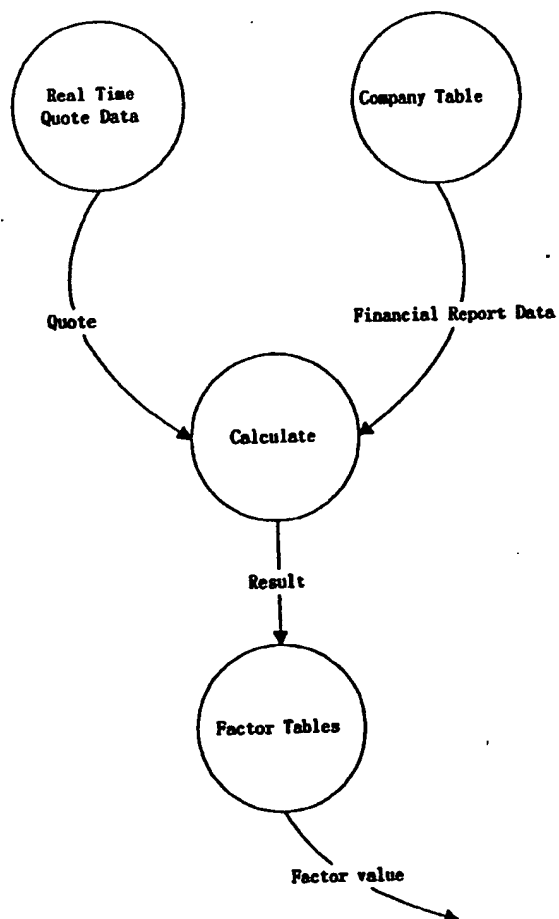 Real Time
Quote Data
Company Table
Quote
Financial Report Data
Calculate
Result
Factor Tables
Factor value